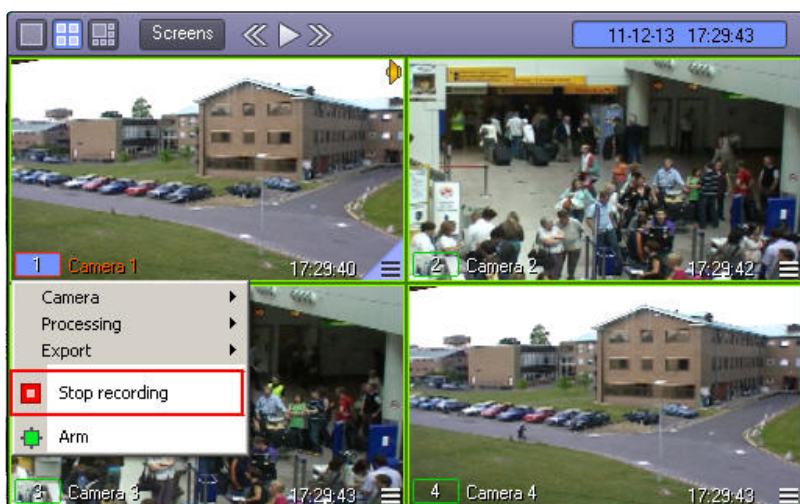 Screens
11-12-13 17:29:43
1 Camera 1 17:29:40
2 Camera 2 17:29:42
Camera
Processing
Export
Stop recording
Arm
3 Camera 3 17:29:43
4 Camera 4 17:29:43